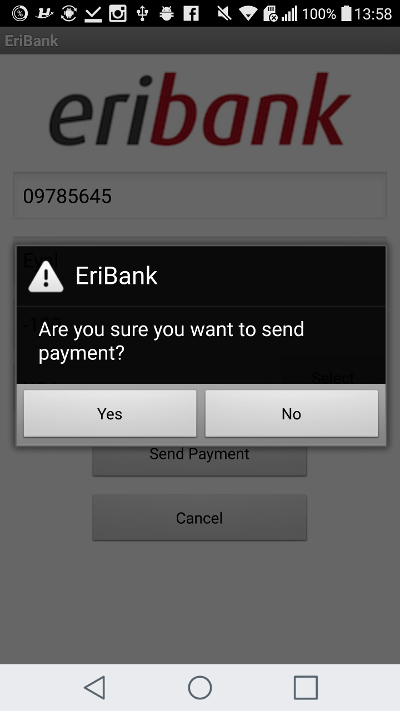 100% 13:58
EriBank
eribank
09785645
EriBank
Are you sure you want to send
payment?
Yes No
Select
Send Payment
Cancel